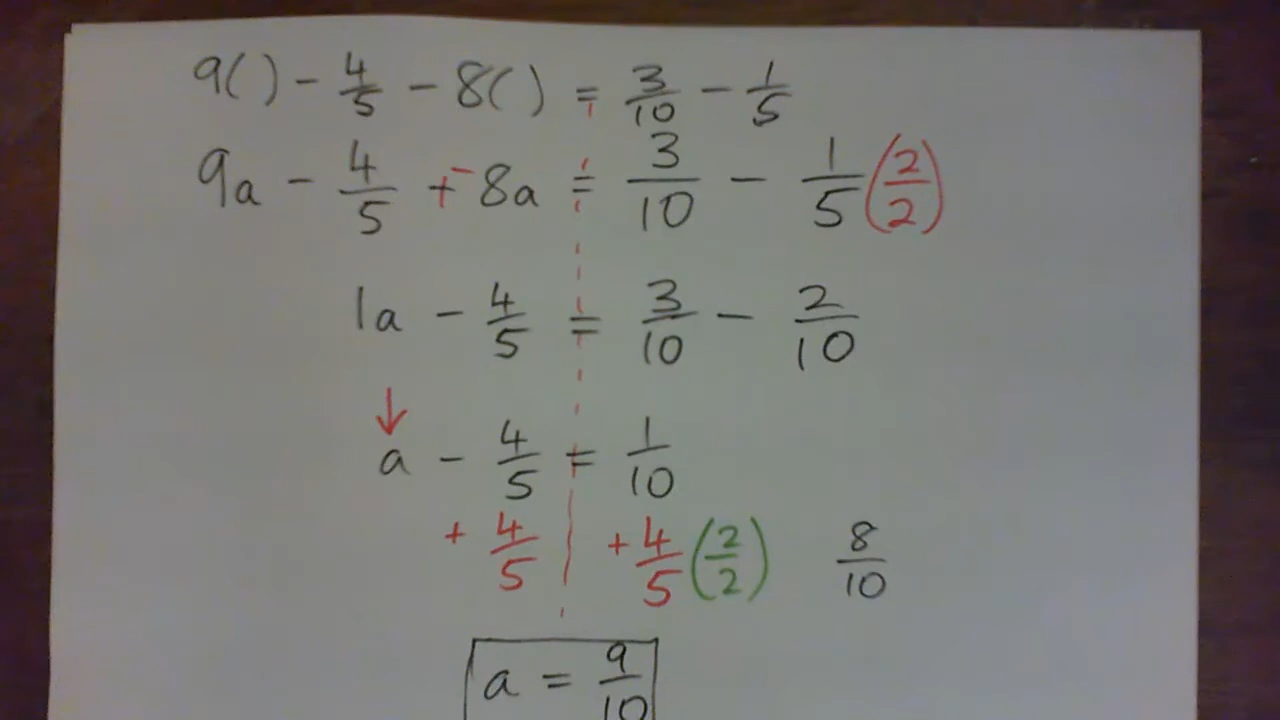 9( ) - 4/5 - 8( ) = 3/10 - 1/5
9a - 4/5 + -8a = 3/10 - 1/5 (2/2)
1a - 4/5 = 3/10 - 2/10
↓
a - 4/5 = 1/10
+ 4/5 + 4/5 (2/2) 8/10
a = 9/10